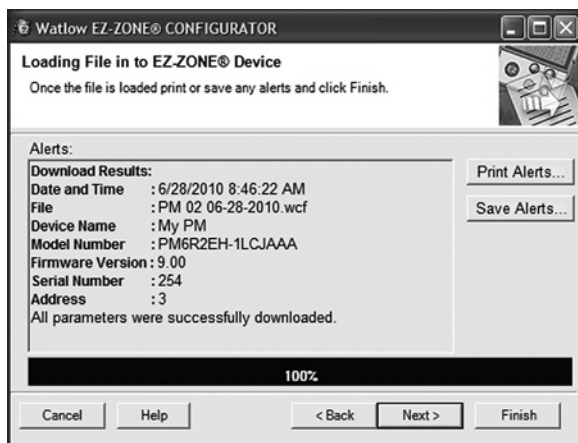 Watlow EZ-ZONE® CONFIGURATOR
Loading File in to EZ-ZONE® Device
Once the file is loaded print or save any alerts and click Finish.
Alerts:
Download Results:
Date and Time : 6/28/2010 8:46:22 AM
File : PM 02 06-28-2010.wcf
Device Name : My PM
Model Number : PM6R2EH-1LCJAAA
Firmware Version : 9.00
Serial Number : 254
Address : 3
All parameters were successfully downloaded.
Print Alerts...
Save Alerts...
100%
Cancel Help < Back Next > Finish